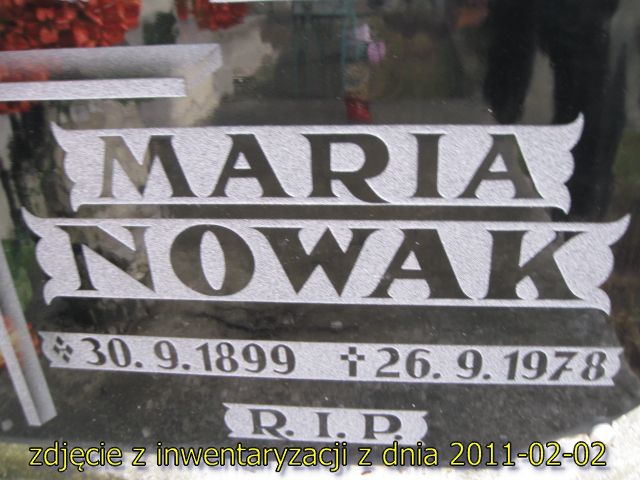 MARIA
NOWAK
30.9.1899 ✝26.9.1978
R.I.P.
zdjęcie z inwentaryzacji z dnia 2011-02-02